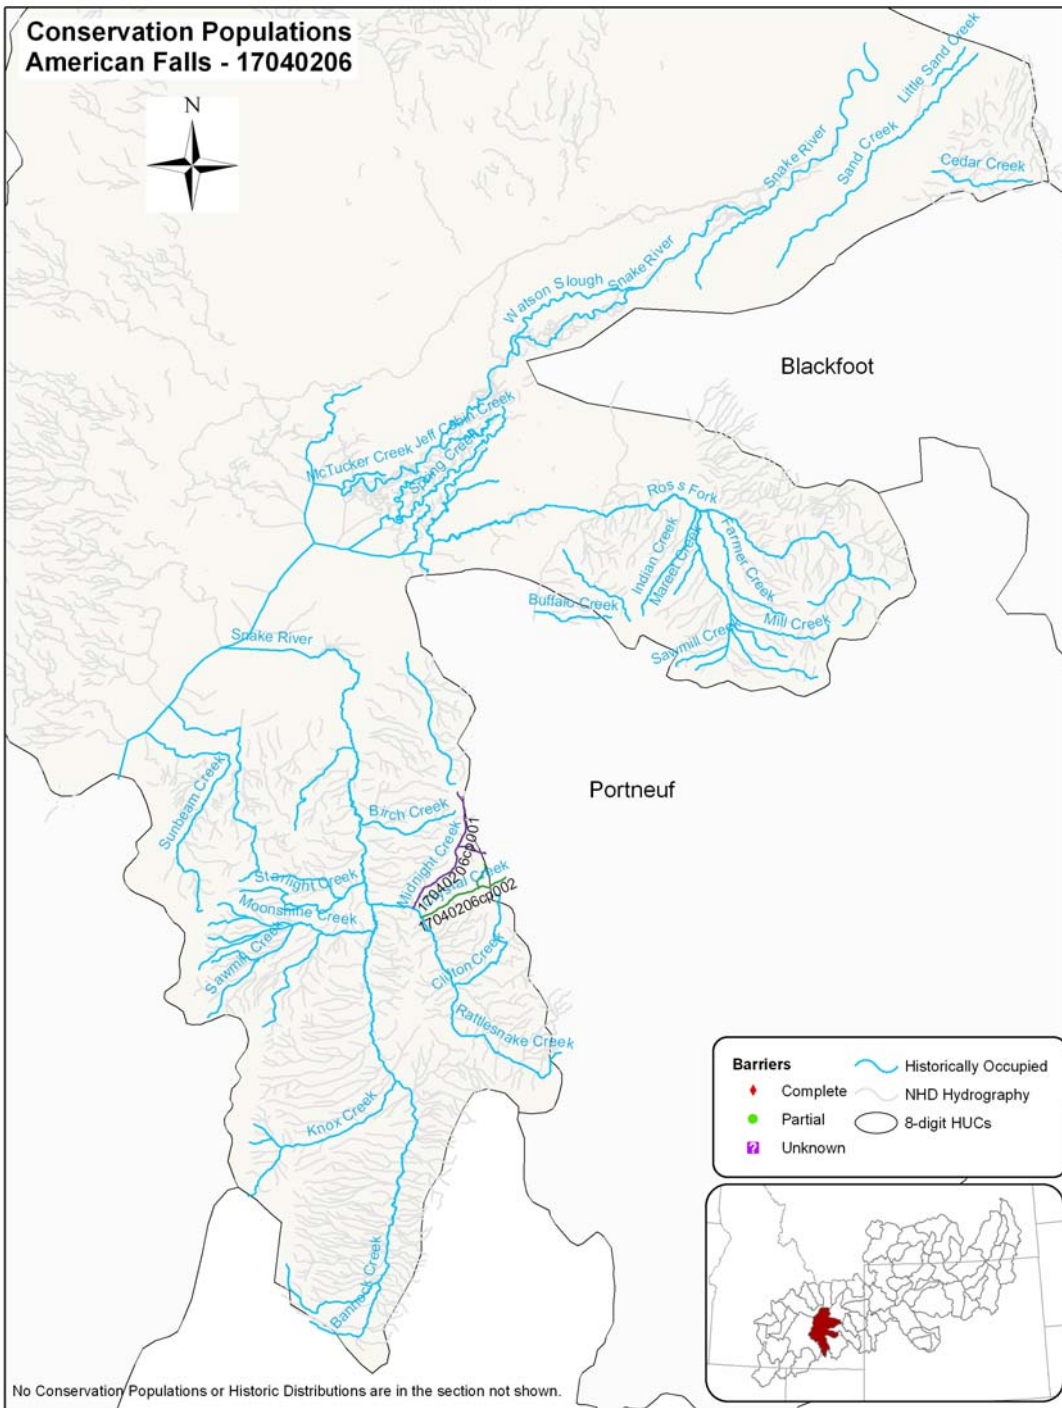 Conservation Populations
American Falls - 17040206
N
Little Sand Creek
Snake River
Sand Creek
Cedar Creek
Snake River
Watson Slough
Blackfoot
Jeff Cabin Creek
McTucker Creek
Spring Creek
Ross Fork
Indian Creek
Mareet Creek
Farmer Creek
Buffalo Creek
Mill Creek
Sawmill Creek
Snake River
Portneuf
Sunbeam Creek
Birch Creek
Midnight Creek
17040206cp001
ystal Creek
17040206cp002
Starlight Creek
Moonshine Creek
Sawmill Creek
Clifton Creek
Rattlesnake Creek
Knox Creek
Bannock Creek
Barriers
Complete
Partial
? Unknown
Historically Occupied
NHD Hydrography
8-digit HUCs
No Conservation Populations or Historic Distributions are in the section not shown.